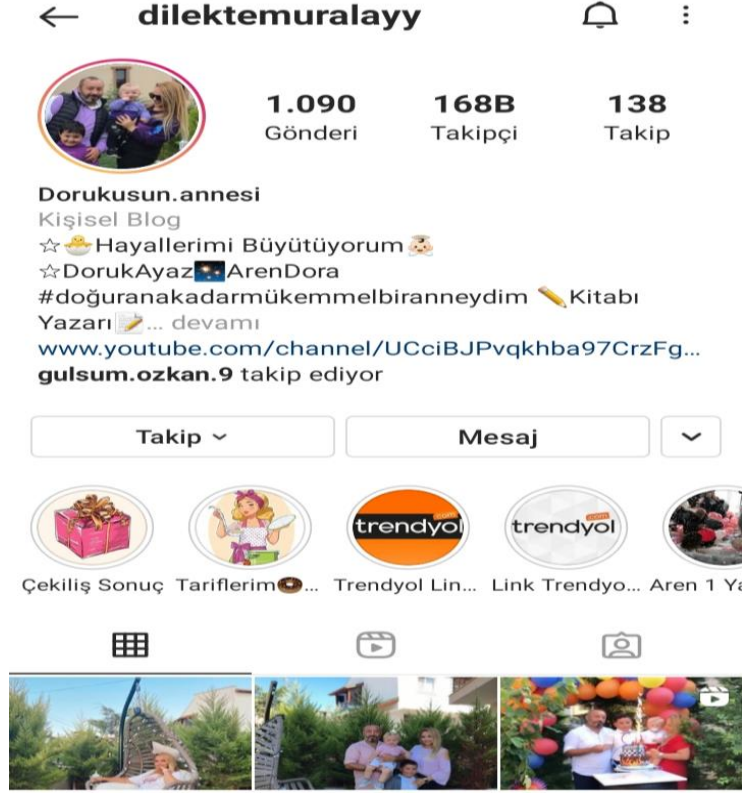 dilektemuralayy
1.090 168B 138
Gönderi Takipçi Takip
Dorukusun.annesi
Kişisel Blog
☆🐣Hayallerimi Büyütüyorum👼🏻
☆DorukAyaz🌠ArenDora
#doğuranakadarmükemmelbiranneydim ✏️Kitabı
Yazarı📝... devamı
www.youtube.com/channel/UCciBJPvqkhba97CrzFg...
gulsum.ozkan.9 takip ediyor
Takip Mesaj
trendyol.com trendyol.com
Çekiliş Sonuç Tariflerim🍩... Trendyol Lin... Link Trendyo... Aren 1 Ya